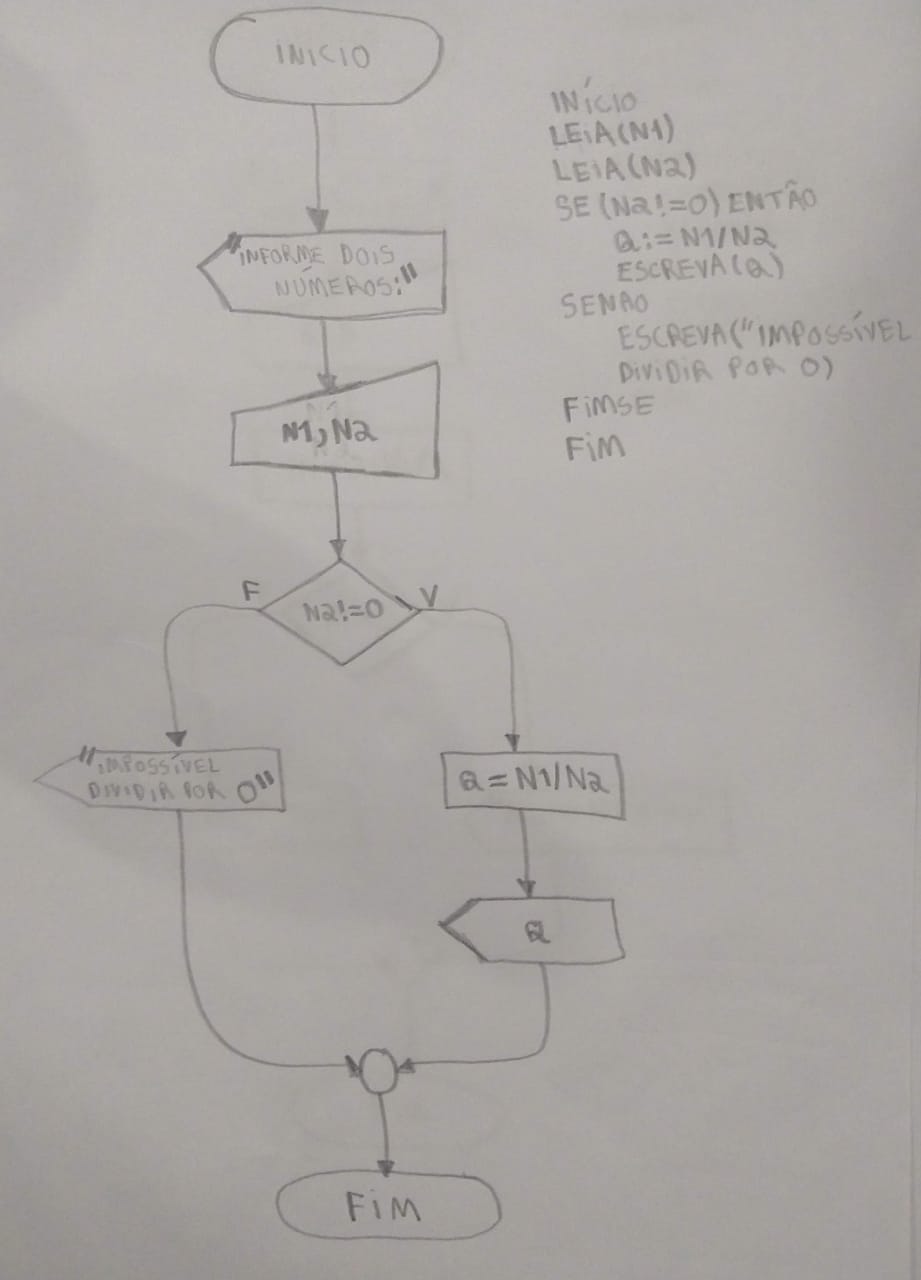 INICIO
"INFORME DOIS
NÚMEROS:"
N1,N2
F
N2!=0
V
"IMPOSSÍVEL
DIVIDIR POR 0"
Q=N1/N2
Q
FIM
INÍCIO
LEIA(N1)
LEIA(N2)
SE(N2!=0) ENTÃO
Q:=N1/N2
ESCREVA(Q)
SENAO
ESCREVA("IMPOSSÍVEL
DIVIDIR POR 0)
FIMSE
FIM